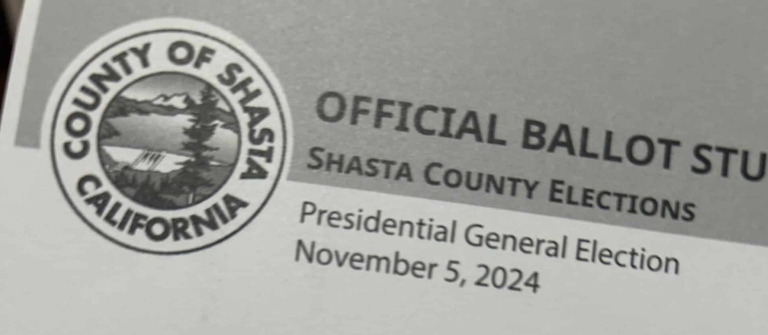 COUNTY OF SHASTA
CALIFORNIA
OFFICIAL BALLOT STU
SHASTA COUNTY ELECTIONS
Presidential General Election
November 5, 2024